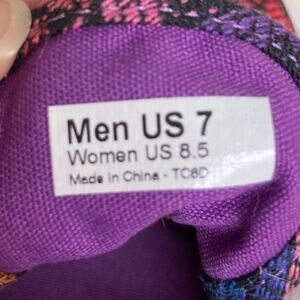 Men US 7
Women US 8.5
Made in China - TC6D